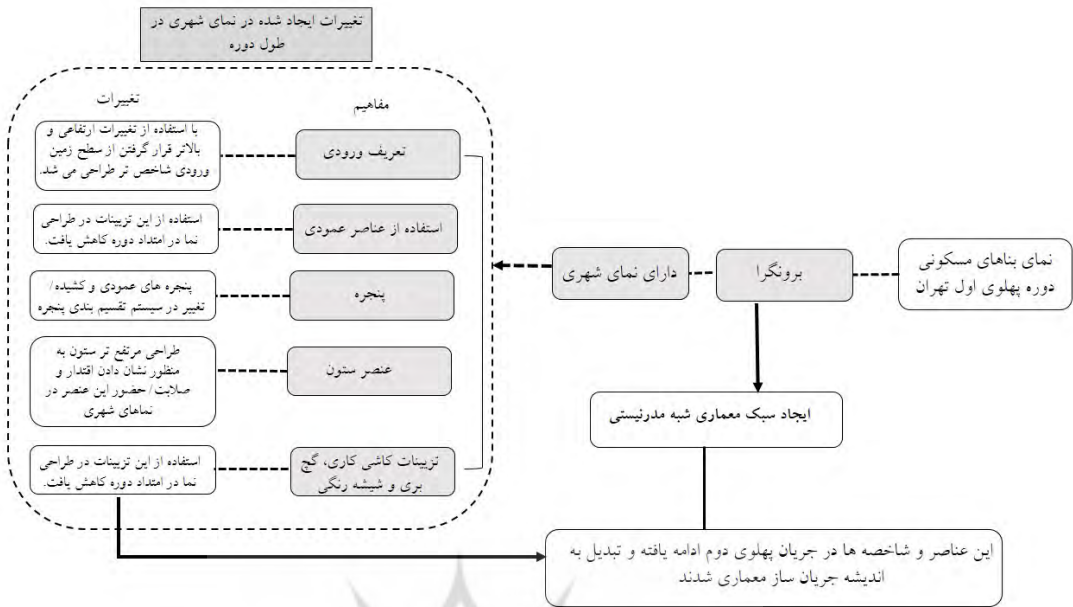 تغییرات ایجاد شده در نمای شهری در
طول دوره
مفاهیم
تغییرات
تعریف ورودی
با استفاده از تغییرات ارتفاعی و
بالاتر قرار گرفتن از سطح زمین
ورودی شاخص تر طراحی می شد.
استفاده از عناصر عمودی
استفاده از این تزیینات در طراحی
نما در امتداد دوره کاهش یافت.
پنجره
پنجره های عمودی و کشیده/
تغییر در سیستم تقسیم بندی پنجره
عنصر ستون
طراحی مرتفع تر ستون به
منظور نشان دادن اقتدار و
صلابت/ حضور این عنصر در
نماهای شهری
تزیینات کاشی کاری، گچ
بری و شیشه رنگی
استفاده از این تزیینات در طراحی
نما در امتداد دوره کاهش یافت.
نمای بناهای مسکونی
دوره پهلوی اول تهران
برونگرا
دارای نمای شهری
ایجاد سبک معماری شبه مدرنیستی
این عناصر و شاخصه ها در جریان پهلوی دوم ادامه یافته و تبدیل به
اندیشه جریان ساز معماری شدند